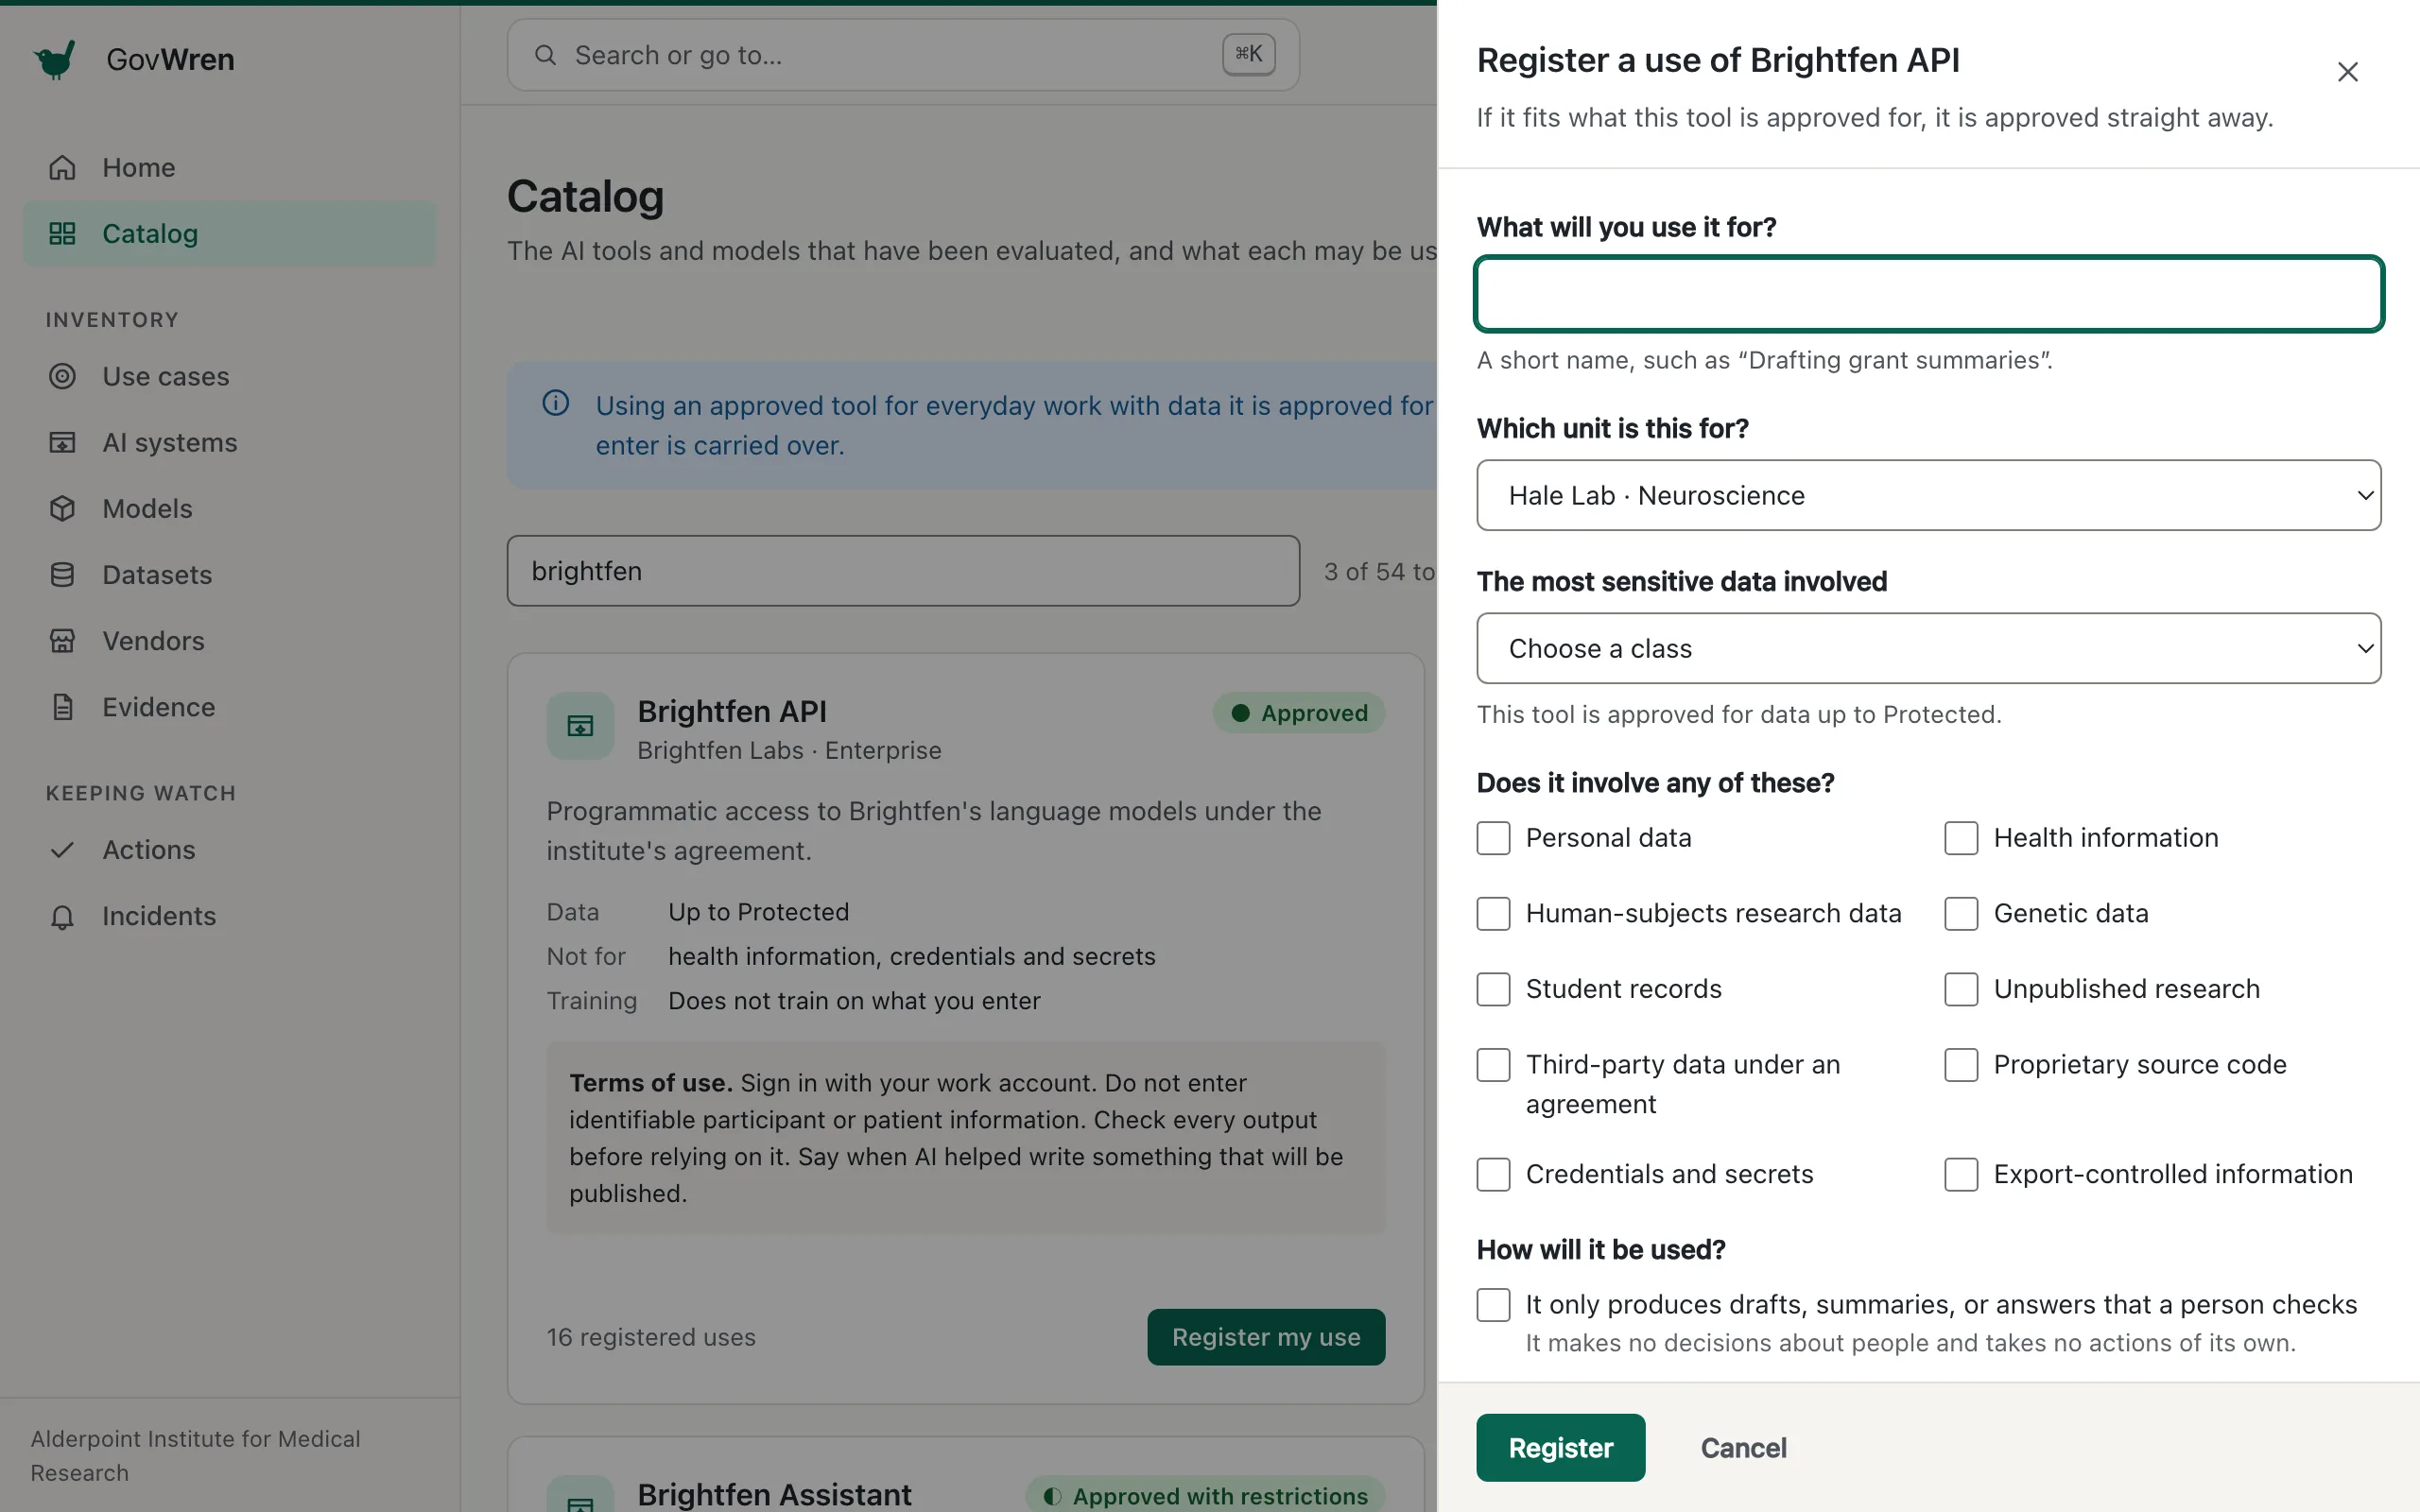 GovWren
Search or go to...
⌘K
Home
Catalog
INVENTORY
Use cases
AI systems
Models
Datasets
Vendors
Evidence
KEEPING WATCH
Actions
Incidents
Alderpoint Institute for Medical
Research
Catalog
The AI tools and models that have been evaluated, and what each may be us
Using an approved tool for everyday work with data it is approved for
enter is carried over.
brightfen
3 of 54 to
Brightfen API
Approved
Brightfen Labs · Enterprise
Programmatic access to Brightfen's language models under the
institute's agreement.
Data Up to Protected
Not for health information, credentials and secrets
Training Does not train on what you enter
Terms of use. Sign in with your work account. Do not enter
identifiable participant or patient information. Check every output
before relying on it. Say when AI helped write something that will be
published.
16 registered uses
Register my use
Brightfen Assistant
Approved with restrictions
Register a use of Brightfen API
If it fits what this tool is approved for, it is approved straight away.
What will you use it for?
A short name, such as “Drafting grant summaries”.
Which unit is this for?
Hale Lab · Neuroscience
The most sensitive data involved
Choose a class
This tool is approved for data up to Protected.
Does it involve any of these?
Personal data
Health information
Human-subjects research data
Genetic data
Student records
Unpublished research
Third-party data under an
agreement
Proprietary source code
Credentials and secrets
Export-controlled information
How will it be used?
It only produces drafts, summaries, or answers that a person checks
It makes no decisions about people and takes no actions of its own.
Register
Cancel